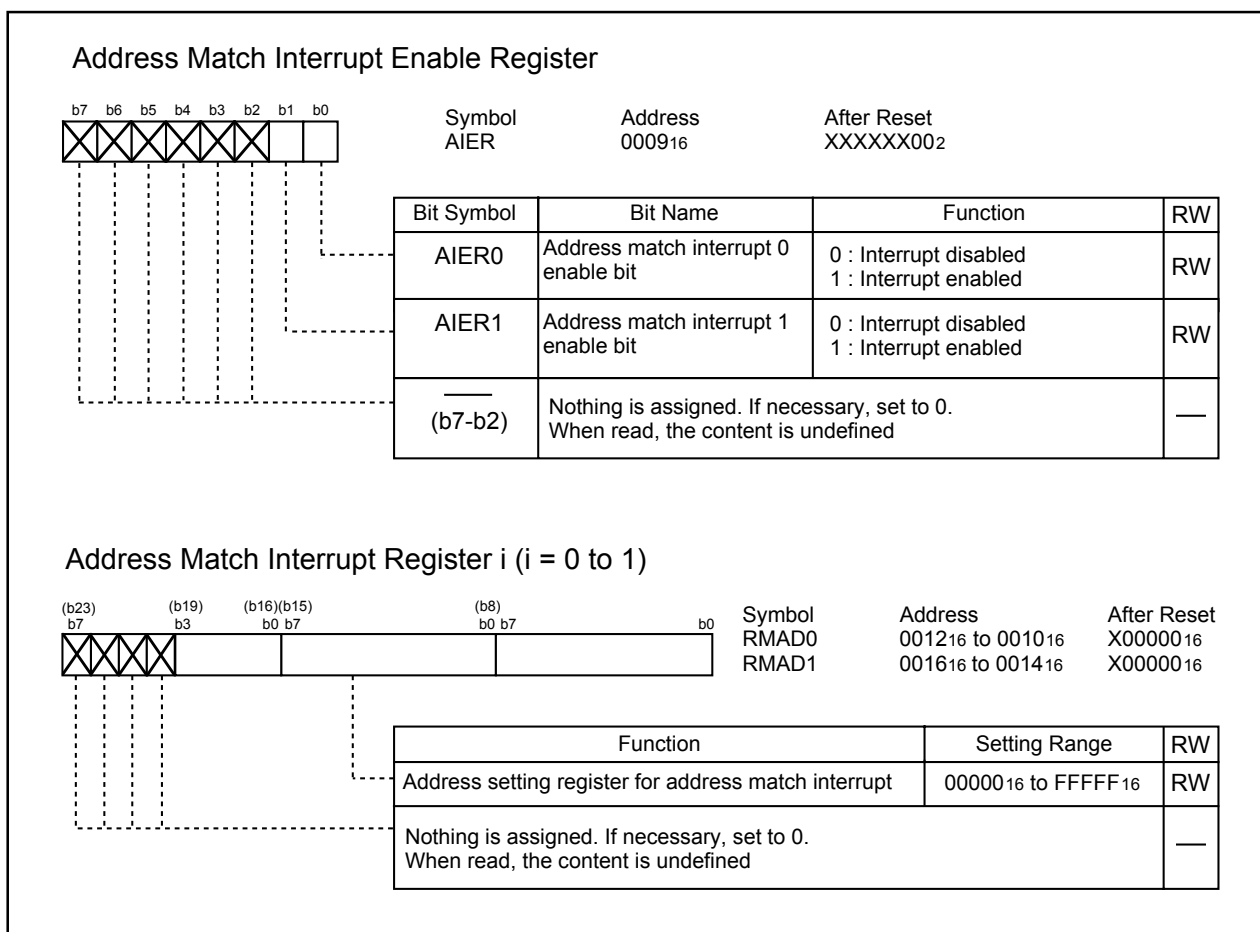 Address Match Interrupt Enable Register
b7 b6 b5 b4 b3 b2 b1 b0
Symbol Address After Reset
AIER 000916 XXXXXX002
Bit Symbol Bit Name Function RW
AIER0 Address match interrupt 0 enable bit 0 : Interrupt disabled RW
1 : Interrupt enabled
AIER1 Address match interrupt 1 enable bit 0 : Interrupt disabled RW
1 : Interrupt enabled
(b7-b2) Nothing is assigned. If necessary, set to 0. —
When read, the content is undefined
Address Match Interrupt Register i (i = 0 to 1)
(b23) (b19) (b16)(b15) (b8)
b7 b3 b0 b7 b0 b7 b0
Symbol Address After Reset
RMAD0 001216 to 001016 X0000016
RMAD1 001616 to 001416 X0000016
Function Setting Range RW
Address setting register for address match interrupt 0000016 to FFFFF16 RW
Nothing is assigned. If necessary, set to 0. —
When read, the content is undefined